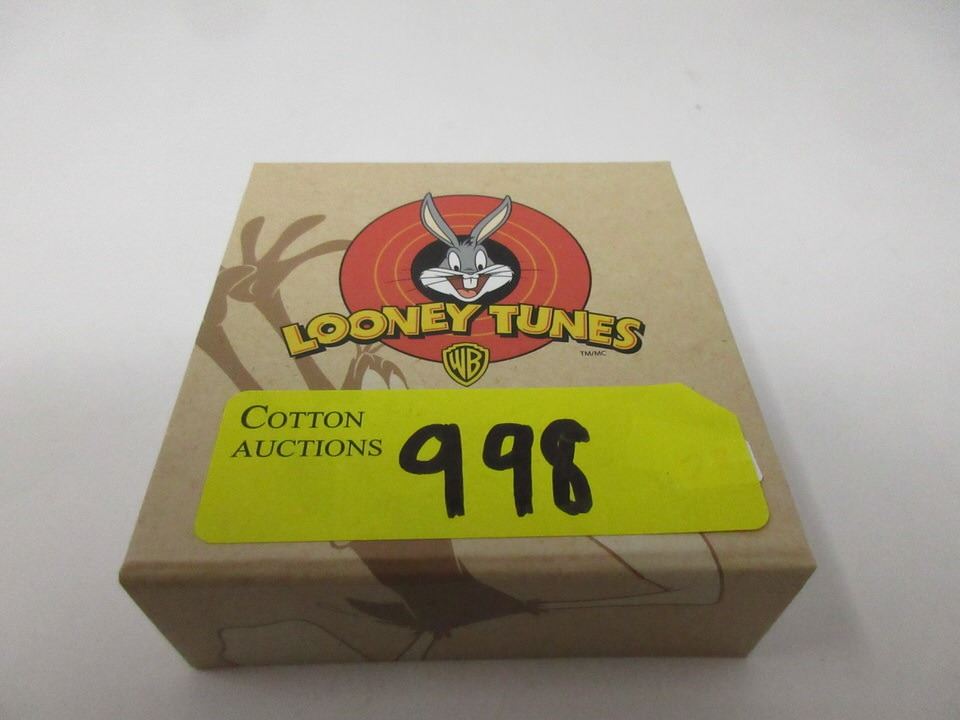 LOONEY TUNES
TM/MC
WB
COTTON
AUCTIONS
998